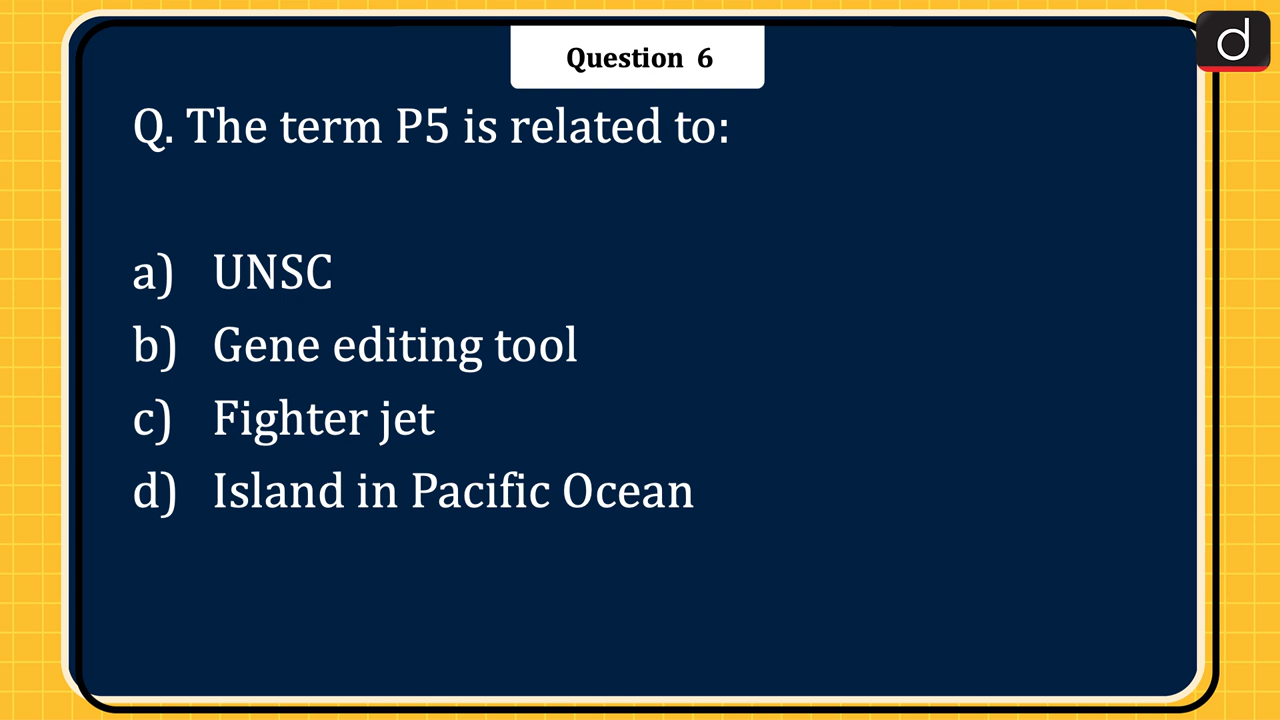 Question 6
d
Q. The term P5 is related to:
a) UNSC
b) Gene editing tool
c) Fighter jet
d) Island in Pacific Ocean